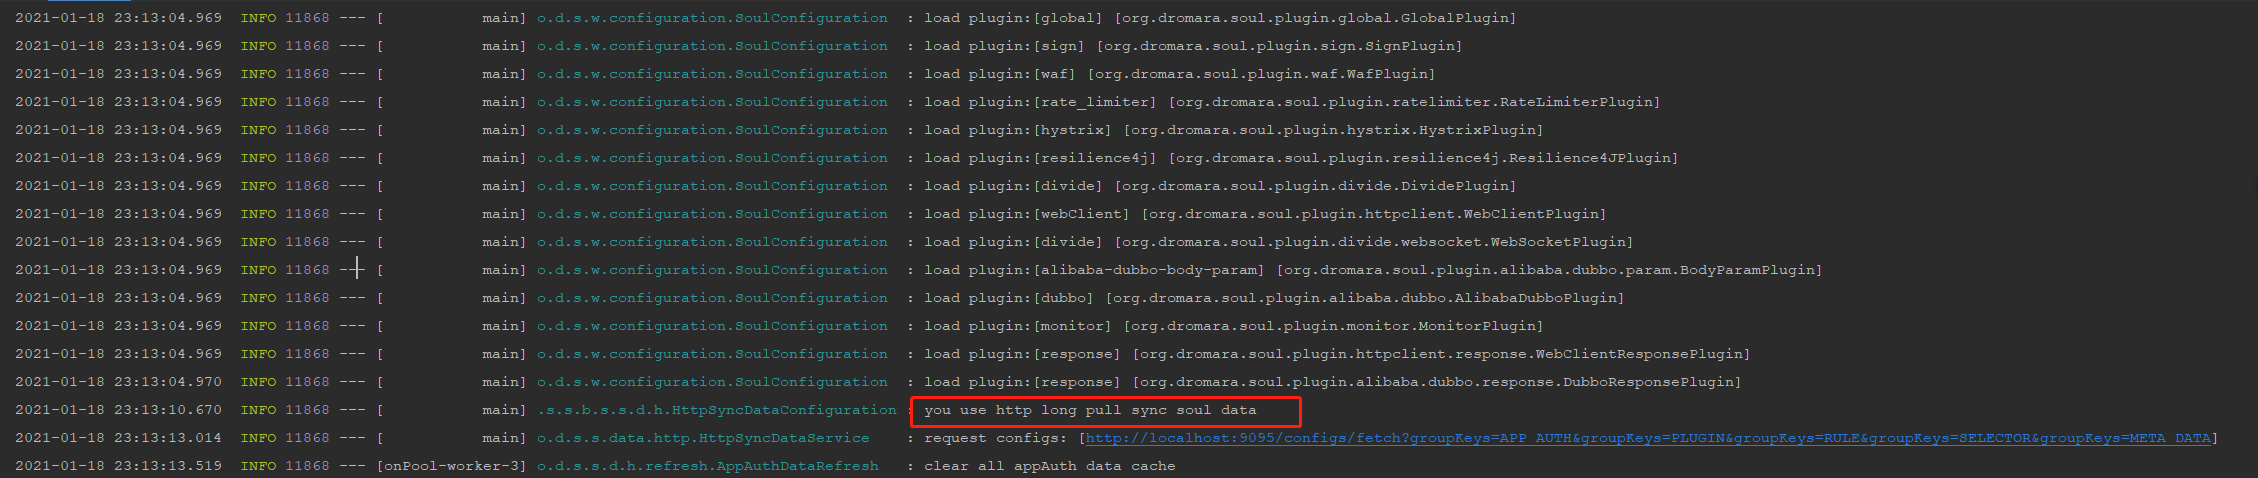 2021-01-18 23:13:04.969  INFO 11868 --- [           main] o.d.s.w.configuration.SoulConfiguration  : load plugin:[global] [org.dromara.soul.plugin.global.GlobalPlugin]
2021-01-18 23:13:04.969  INFO 11868 --- [           main] o.d.s.w.configuration.SoulConfiguration  : load plugin:[sign] [org.dromara.soul.plugin.sign.SignPlugin]
2021-01-18 23:13:04.969  INFO 11868 --- [           main] o.d.s.w.configuration.SoulConfiguration  : load plugin:[waf] [org.dromara.soul.plugin.waf.WafPlugin]
2021-01-18 23:13:04.969  INFO 11868 --- [           main] o.d.s.w.configuration.SoulConfiguration  : load plugin:[rate_limiter] [org.dromara.soul.plugin.ratelimiter.RateLimiterPlugin]
2021-01-18 23:13:04.969  INFO 11868 --- [           main] o.d.s.w.configuration.SoulConfiguration  : load plugin:[hystrix] [org.dromara.soul.plugin.hystrix.HystrixPlugin]
2021-01-18 23:13:04.969  INFO 11868 --- [           main] o.d.s.w.configuration.SoulConfiguration  : load plugin:[resilience4j] [org.dromara.soul.plugin.resilience4j.Resilience4JPlugin]
2021-01-18 23:13:04.969  INFO 11868 --- [           main] o.d.s.w.configuration.SoulConfiguration  : load plugin:[divide] [org.dromara.soul.plugin.divide.DividePlugin]
2021-01-18 23:13:04.969  INFO 11868 --- [           main] o.d.s.w.configuration.SoulConfiguration  : load plugin:[webClient] [org.dromara.soul.plugin.httpclient.WebClientPlugin]
2021-01-18 23:13:04.969  INFO 11868 --- [           main] o.d.s.w.configuration.SoulConfiguration  : load plugin:[divide] [org.dromara.soul.plugin.divide.websocket.WebSocketPlugin]
2021-01-18 23:13:04.969  INFO 11868 --- [           main] o.d.s.w.configuration.SoulConfiguration  : load plugin:[alibaba-dubbo-body-param] [org.dromara.soul.plugin.alibaba.dubbo.param.BodyParamPlugin]
2021-01-18 23:13:04.969  INFO 11868 --- [           main] o.d.s.w.configuration.SoulConfiguration  : load plugin:[dubbo] [org.dromara.soul.plugin.alibaba.dubbo.AlibabaDubboPlugin]
2021-01-18 23:13:04.969  INFO 11868 --- [           main] o.d.s.w.configuration.SoulConfiguration  : load plugin:[monitor] [org.dromara.soul.plugin.monitor.MonitorPlugin]
2021-01-18 23:13:04.969  INFO 11868 --- [           main] o.d.s.w.configuration.SoulConfiguration  : load plugin:[response] [org.dromara.soul.plugin.httpclient.response.WebClientResponsePlugin]
2021-01-18 23:13:04.970  INFO 11868 --- [           main] o.d.s.w.configuration.SoulConfiguration  : load plugin:[response] [org.dromara.soul.plugin.alibaba.dubbo.response.DubboResponsePlugin]
2021-01-18 23:13:10.670  INFO 11868 --- [           main] .s.s.b.s.s.d.h.HttpSyncDataConfiguration : you use http long pull sync soul data
2021-01-18 23:13:13.014  INFO 11868 --- [           main] o.d.s.s.data.http.HttpSyncDataService    : request configs: [http://localhost:9095/configs/fetch?groupKeys=APP_AUTH&groupKeys=PLUGIN&groupKeys=RULE&groupKeys=SELECTOR&groupKeys=META_DATA]
2021-01-18 23:13:13.519  INFO 11868 --- [onPool-worker-3] o.d.s.s.d.h.refresh.AppAuthDataRefresh   : clear all appAuth data cache